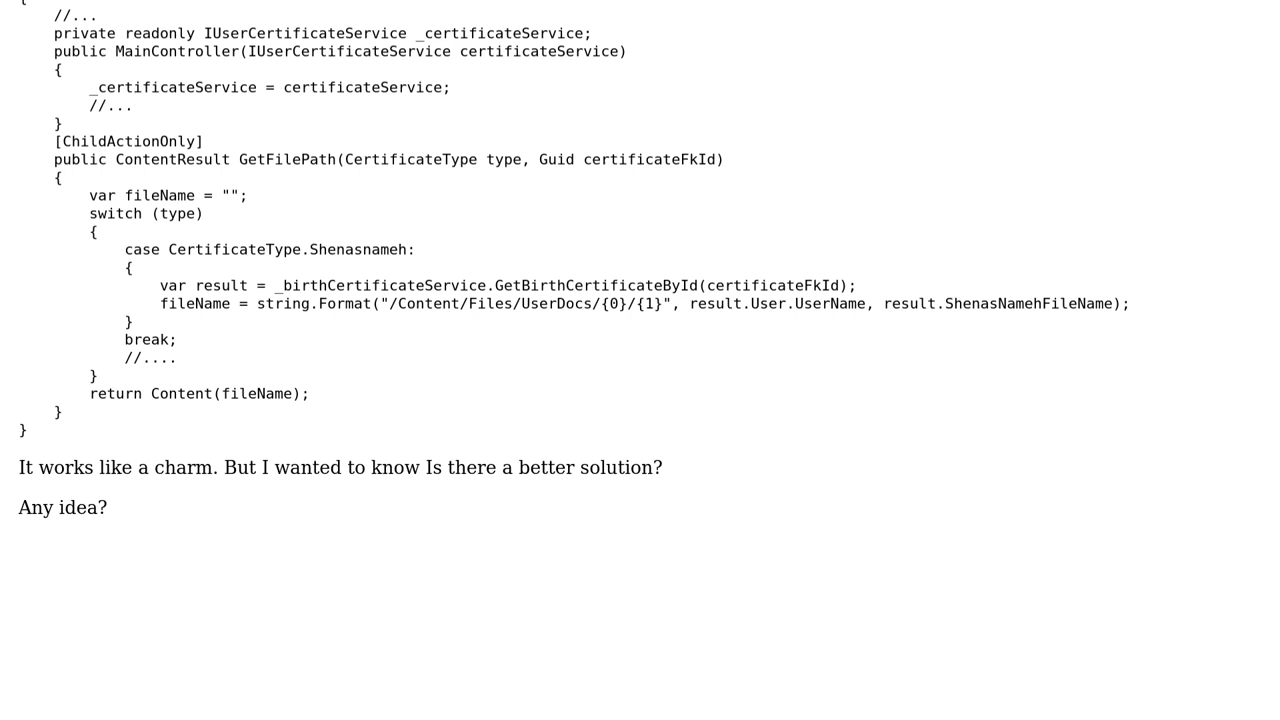 {
    //...
    private readonly IUserCertificateService _certificateService;
    public MainController(IUserCertificateService certificateService)
    {
        _certificateService = certificateService;
        //...
    }
    [ChildActionOnly]
    public ContentResult GetFilePath(CertificateType type, Guid certificateFkId)
    {
        var fileName = "";
        switch (type)
        {
            case CertificateType.Shenasnameh:
            {
                var result = _birthCertificateService.GetBirthCertificateById(certificateFkId);
                fileName = string.Format("/Content/Files/UserDocs/{0}/{1}", result.User.UserName, result.ShenasNamehFileName);
            }
            break;
            //....
        }
        return Content(fileName);
    }
}
It works like a charm. But I wanted to know Is there a better solution?
Any idea?